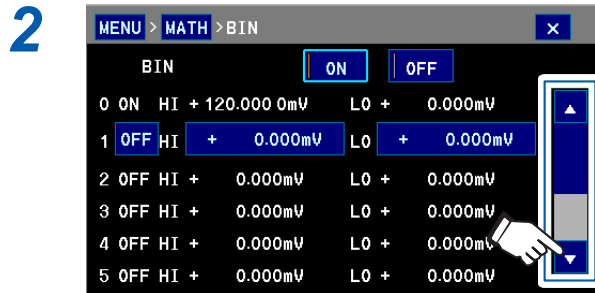 2
MENU > MATH >BIN ×
BIN ON OFF
0 ON HI + 120.000 0mV LO + 0.000mV ▲
1 OFF HI + 0.000mV LO + 0.000mV
2 OFF HI + 0.000mV LO + 0.000mV
3 OFF HI + 0.000mV LO + 0.000mV
4 OFF HI + 0.000mV LO + 0.000mV
5 OFF HI + 0.000mV LO + 0.000mV ▼